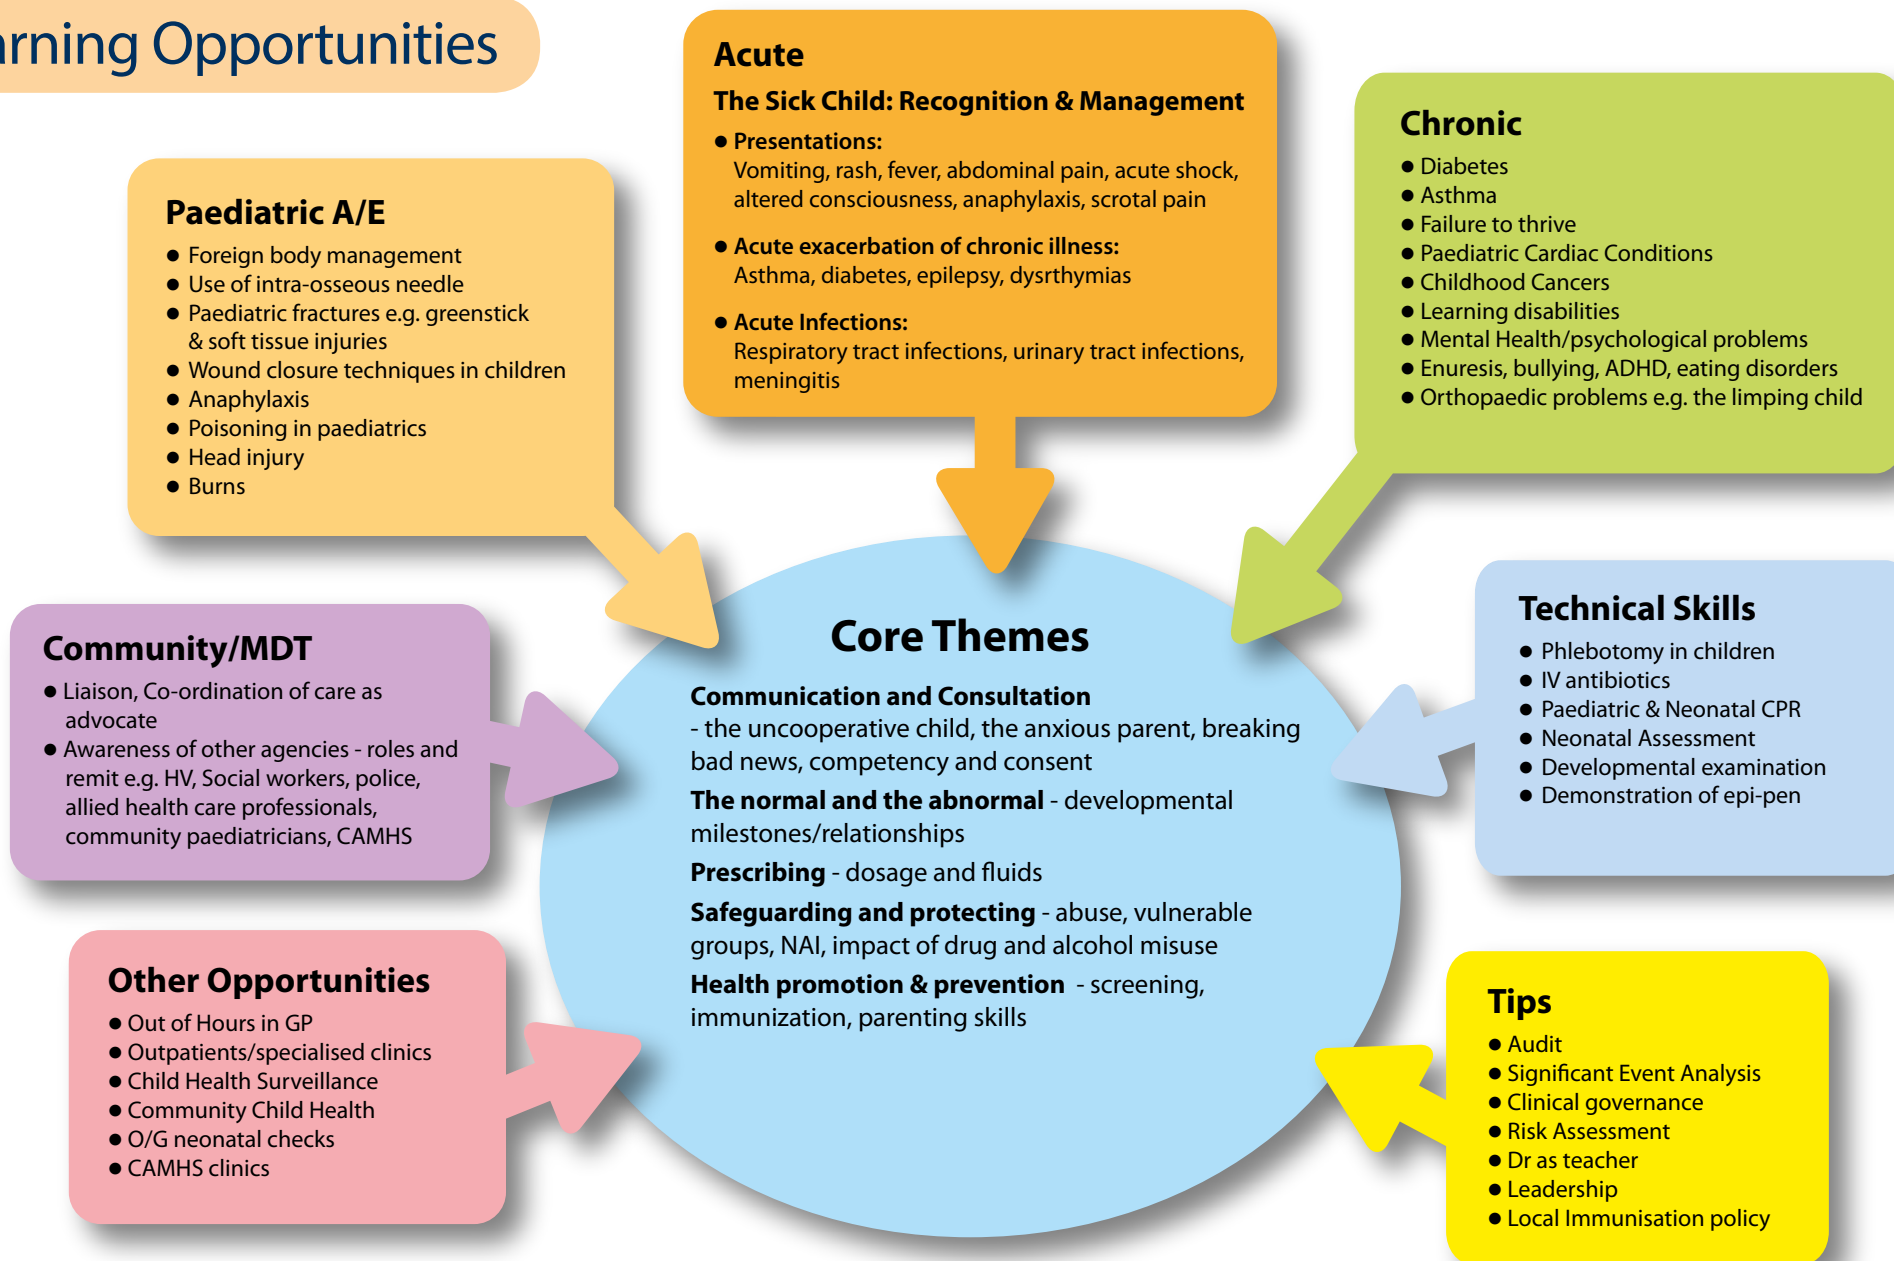 arning Opportunities
Acute
The Sick Child: Recognition & Management
● Presentations:
Vomiting, rash, fever, abdominal pain, acute shock,
altered consciousness, anaphylaxis, scrotal pain
● Acute exacerbation of chronic illness:
Asthma, diabetes, epilepsy, dysrthymias
● Acute Infections:
Respiratory tract infections, urinary tract infections,
meningitis
Chronic
● Diabetes
● Asthma
● Failure to thrive
● Paediatric Cardiac Conditions
● Childhood Cancers
● Learning disabilities
● Mental Health/psychological problems
● Enuresis, bullying, ADHD, eating disorders
● Orthopaedic problems e.g. the limping child
Paediatric A/E
● Foreign body management
● Use of intra-osseous needle
● Paediatric fractures e.g. greenstick
& soft tissue injuries
● Wound closure techniques in children
● Anaphylaxis
● Poisoning in paediatrics
● Head injury
● Burns
Community/MDT
● Liaison, Co-ordination of care as
advocate
● Awareness of other agencies - roles and
remit e.g. HV, Social workers, police,
allied health care professionals,
community paediatricians, CAMHS
Core Themes
Communication and Consultation
- the uncooperative child, the anxious parent, breaking
bad news, competency and consent
The normal and the abnormal - developmental
milestones/relationships
Prescribing - dosage and fluids
Safeguarding and protecting - abuse, vulnerable
groups, NAI, impact of drug and alcohol misuse
Health promotion & prevention - screening,
immunization, parenting skills
Technical Skills
● Phlebotomy in children
● IV antibiotics
● Paediatric & Neonatal CPR
● Neonatal Assessment
● Developmental examination
● Demonstration of epi-pen
Other Opportunities
● Out of Hours in GP
● Outpatients/specialised clinics
● Child Health Surveillance
● Community Child Health
● O/G neonatal checks
● CAMHS clinics
Tips
● Audit
● Significant Event Analysis
● Clinical governance
● Risk Assessment
● Dr as teacher
● Leadership
● Local Immunisation policy